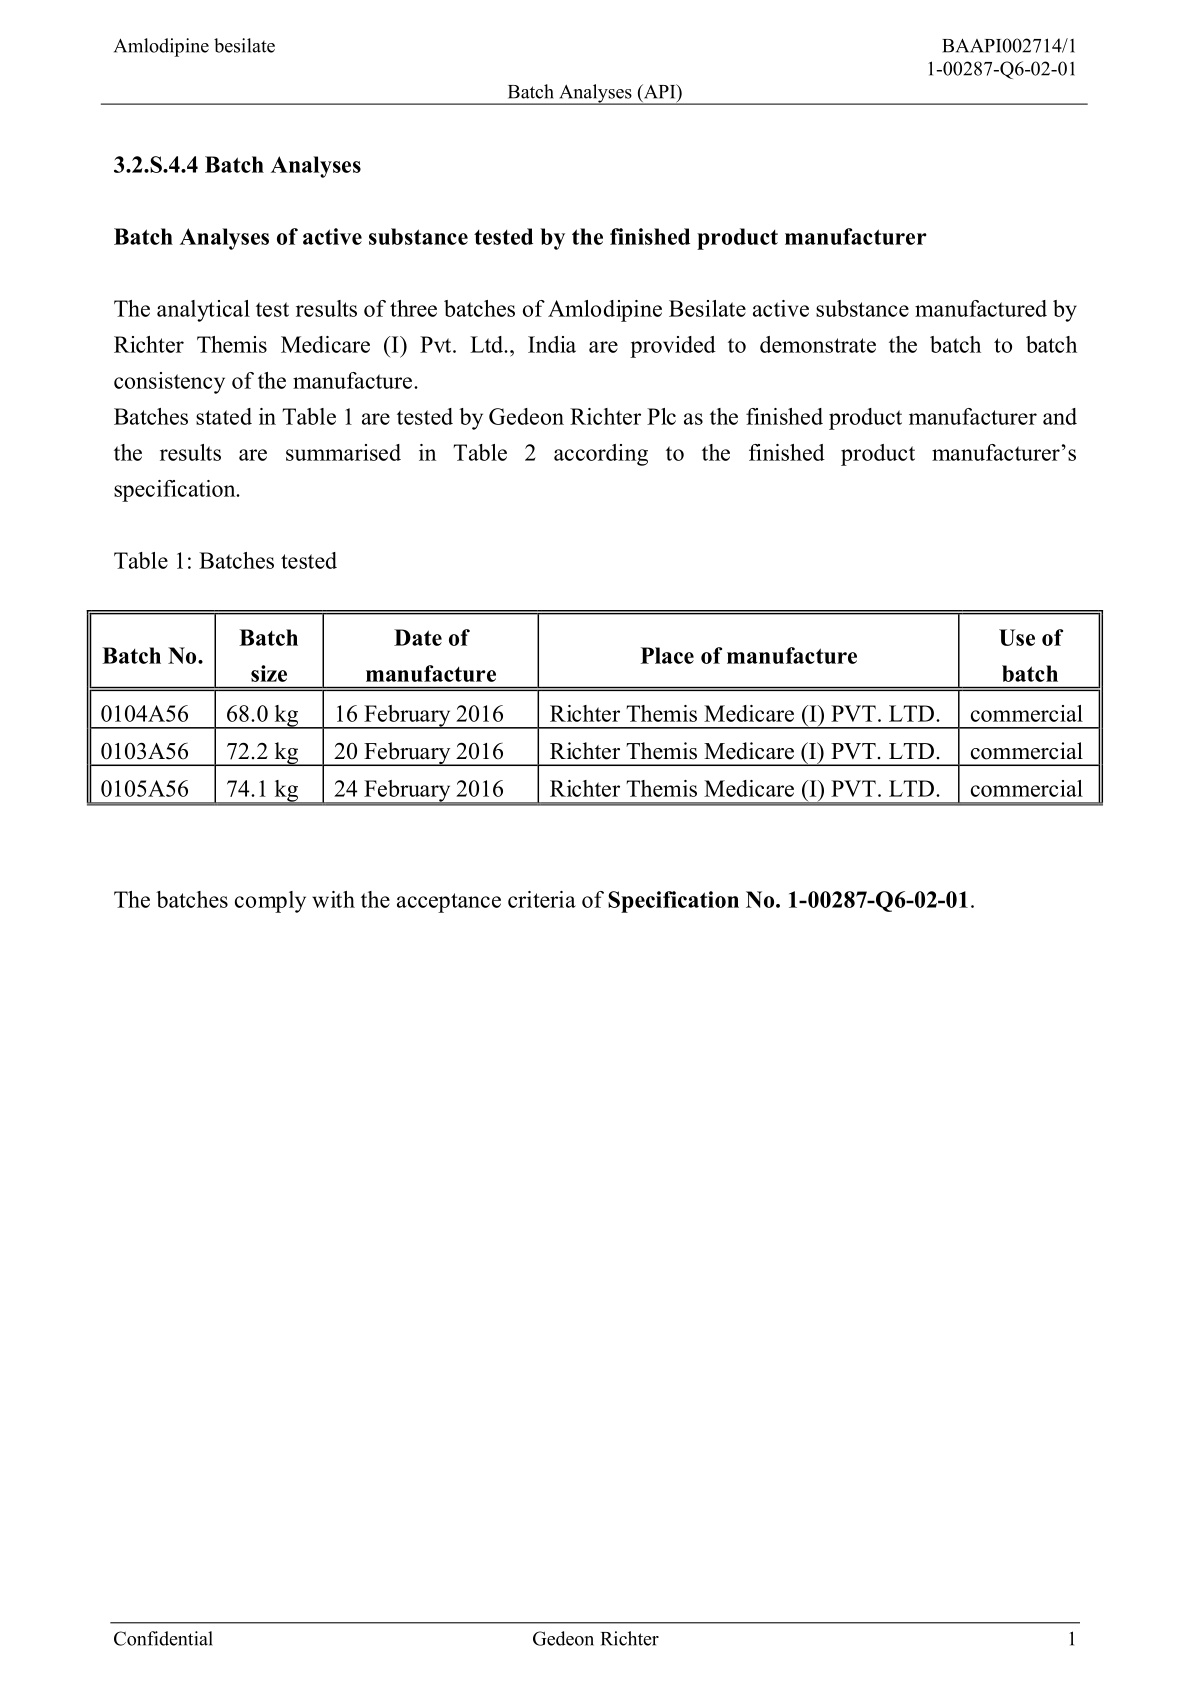 Amlodipine besilate BAAPI002714/1
1-00287-Q6-02-01
Batch Analyses (API)
3.2.S.4.4 Batch Analyses
Batch Analyses of active substance tested by the finished product manufacturer
The analytical test results of three batches of Amlodipine Besilate active substance manufactured by
Richter Themis Medicare (I) Pvt. Ltd., India are provided to demonstrate the batch to batch
consistency of the manufacture.
Batches stated in Table 1 are tested by Gedeon Richter Plc as the finished product manufacturer and
the results are summarised in Table 2 according to the finished product manufacturer’s
specification.
Table 1: Batches tested
Batch No. Batch size Date of manufacture Place of manufacture Use of batch
0104A56 68.0 kg 16 February 2016 Richter Themis Medicare (I) PVT. LTD. commercial
0103A56 72.2 kg 20 February 2016 Richter Themis Medicare (I) PVT. LTD. commercial
0105A56 74.1 kg 24 February 2016 Richter Themis Medicare (I) PVT. LTD. commercial
The batches comply with the acceptance criteria of Specification No. 1-00287-Q6-02-01.
Confidential Gedeon Richter 1